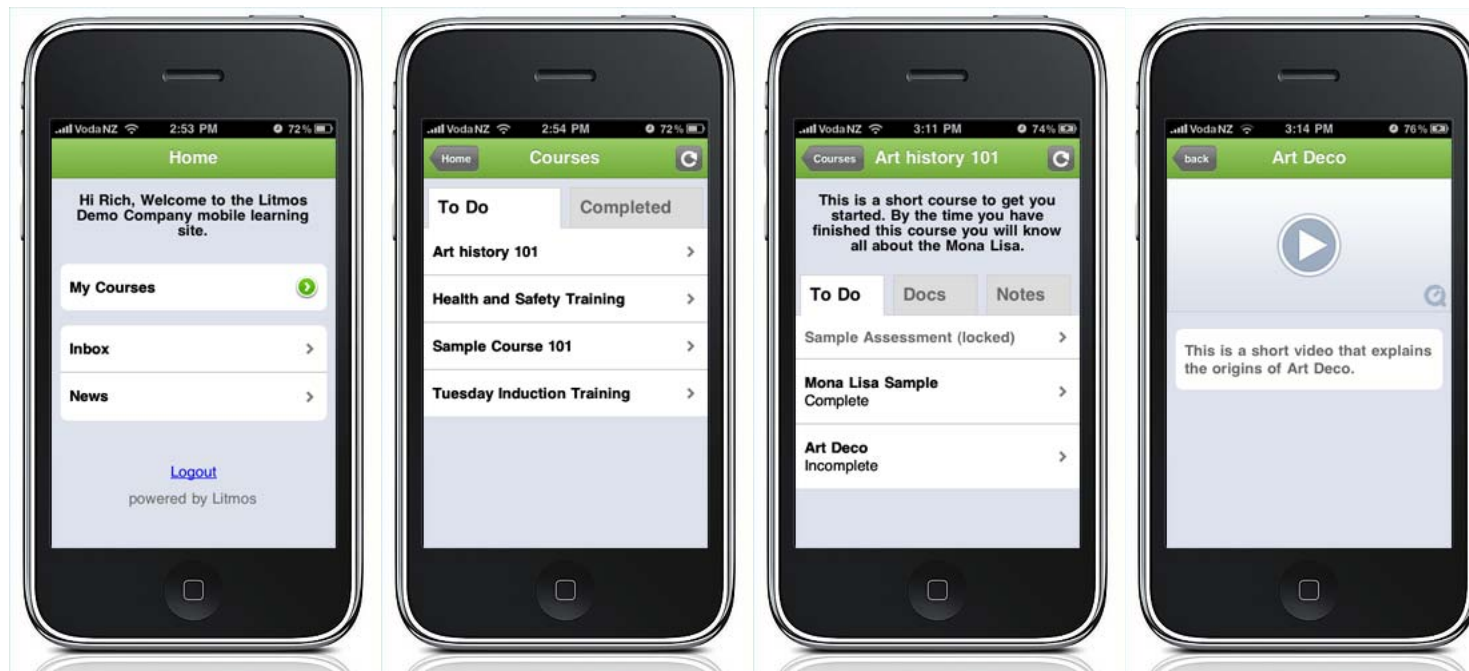 VodaNZ 2:53 PM 72%
Home
Hi Rich, Welcome to the Litmos
Demo Company mobile learning
site.
My Courses
Inbox
News
Logout
powered by Litmos
VodaNZ 2:54 PM 72%
Home Courses
To Do Completed
Art history 101
Health and Safety Training
Sample Course 101
Tuesday Induction Training
VodaNZ 3:11 PM 74%
Courses Art history 101
This is a short course to get you
started. By the time you have
finished this course you will know
all about the Mona Lisa.
To Do Docs Notes
Sample Assessment (locked)
Mona Lisa Sample
Complete
Art Deco
Incomplete
VodaNZ 3:14 PM 76%
back Art Deco
This is a short video that explains
the origins of Art Deco.